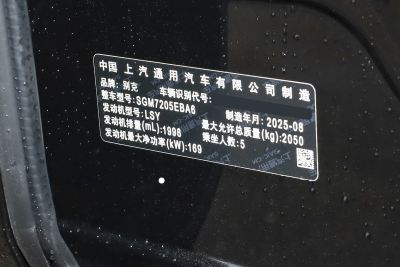 中国上汽通用汽车有限公司制造
品牌: 别克 车辆识别代号:
整车型号: SGM7205EBA6 制造年月: 2025-08
发动机型号: LSY 最大允许总质量(kg): 2050
发动机排量(mL): 1998 乘坐人数: 5
发动机最大净功率(kW): 169